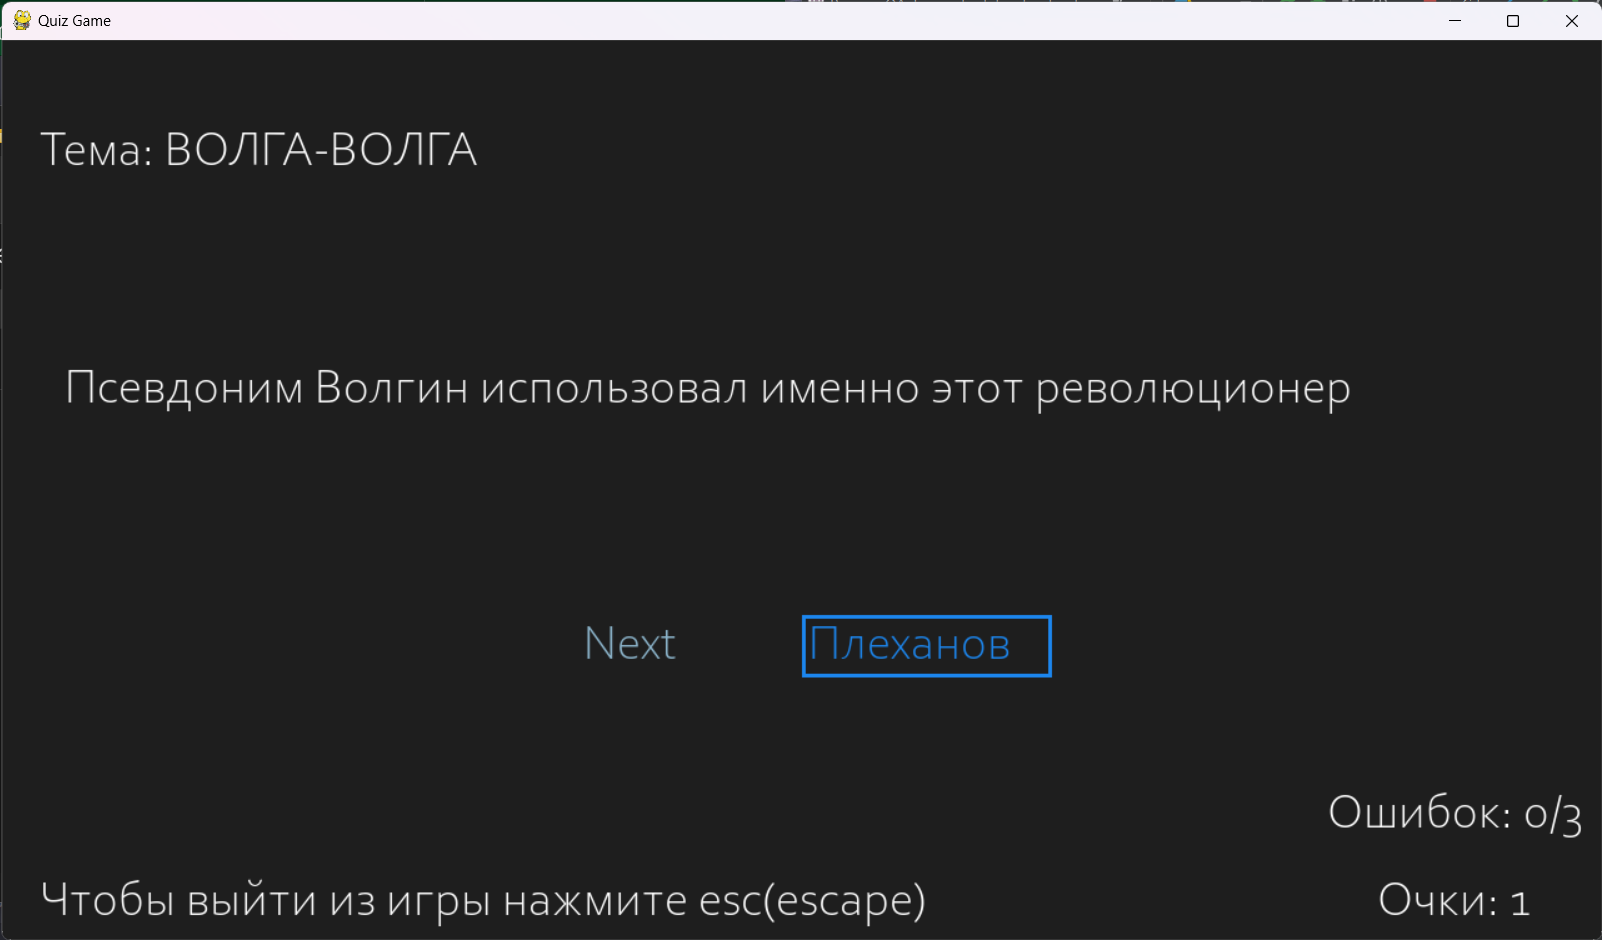 Quiz Game
Тема: ВОЛГА-ВОЛГА
Псевдоним Волгин использовал именно этот революционер
Next
Плеханов
Ошибок: 0/3
Чтобы выйти из игры нажмите esc(escape)
Очки: 1